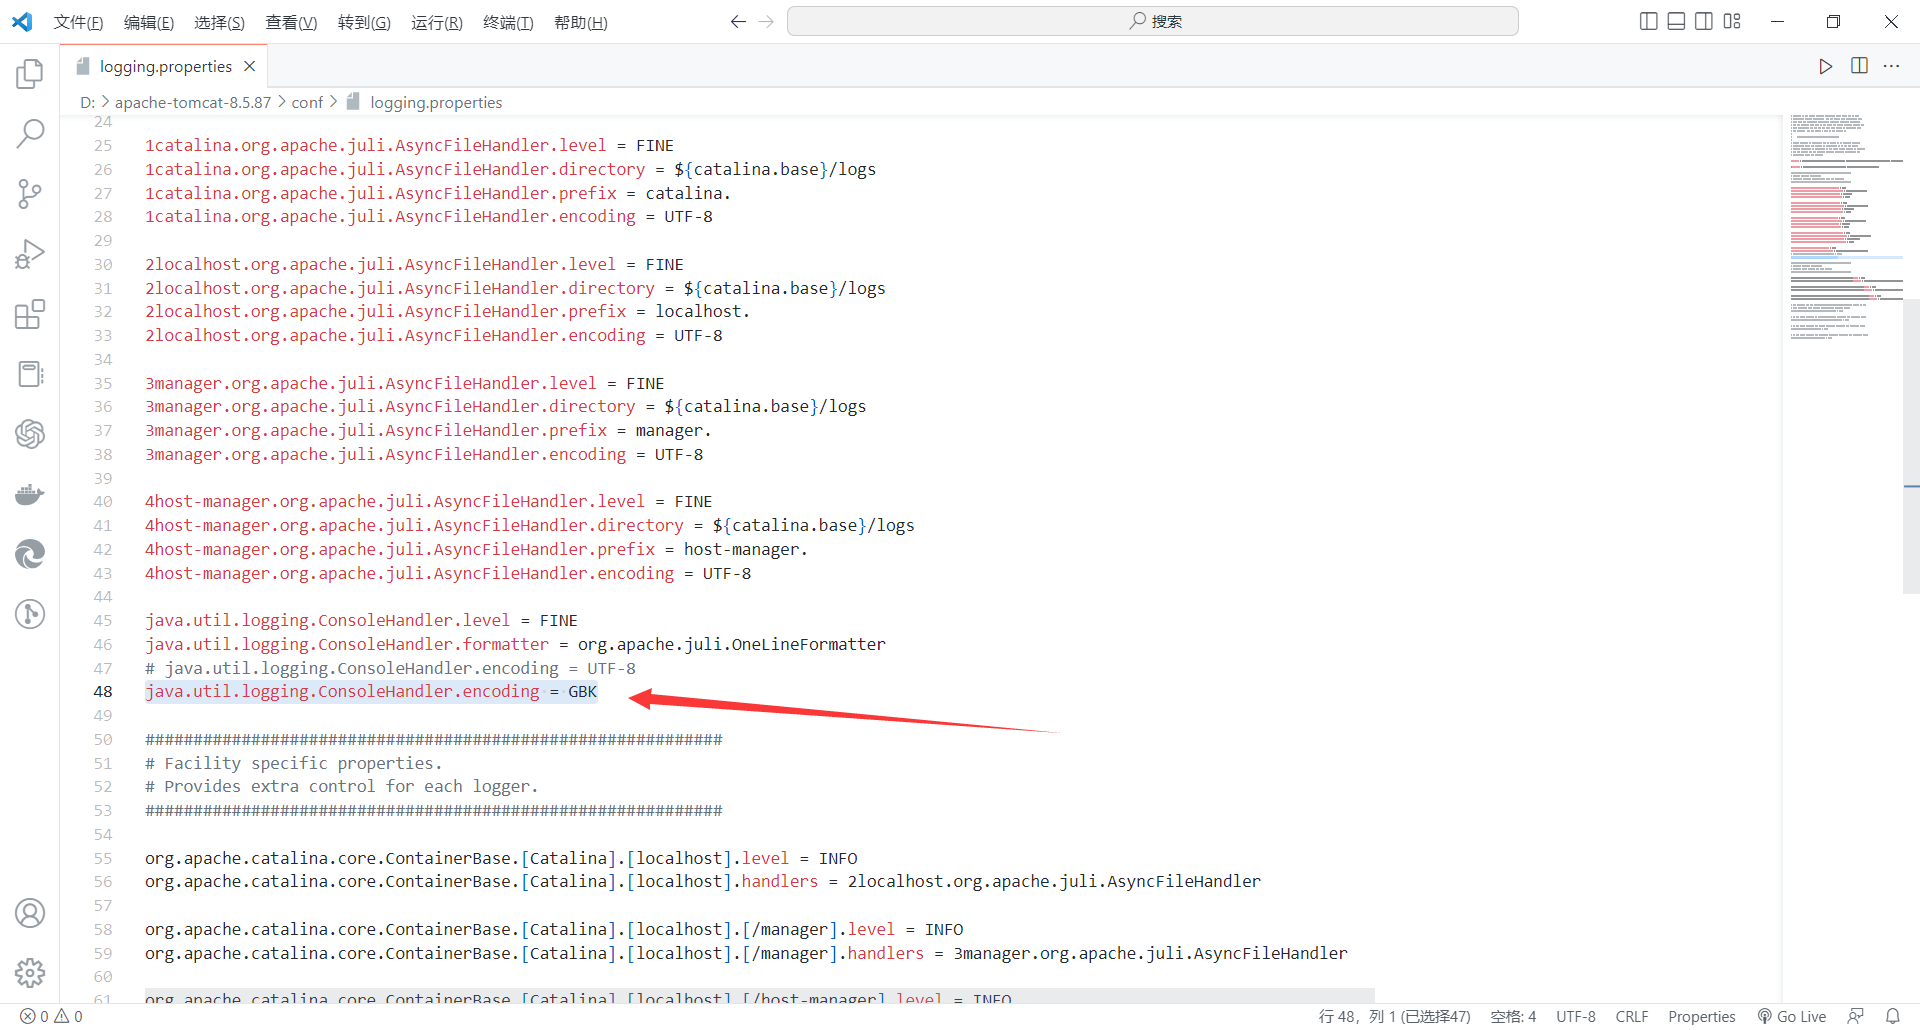 文件(F) 编辑(E) 选择(S) 查看(V) 转到(G) 运行(R) 终端(T) 帮助(H) 搜索
logging.properties
D: > apache-tomcat-8.5.87 > conf > logging.properties
24
25 1catalina.org.apache.juli.AsyncFileHandler.level = FINE
26 1catalina.org.apache.juli.AsyncFileHandler.directory = ${catalina.base}/logs
27 1catalina.org.apache.juli.AsyncFileHandler.prefix = catalina.
28 1catalina.org.apache.juli.AsyncFileHandler.encoding = UTF-8
29
30 2localhost.org.apache.juli.AsyncFileHandler.level = FINE
31 2localhost.org.apache.juli.AsyncFileHandler.directory = ${catalina.base}/logs
32 2localhost.org.apache.juli.AsyncFileHandler.prefix = localhost.
33 2localhost.org.apache.juli.AsyncFileHandler.encoding = UTF-8
34
35 3manager.org.apache.juli.AsyncFileHandler.level = FINE
36 3manager.org.apache.juli.AsyncFileHandler.directory = ${catalina.base}/logs
37 3manager.org.apache.juli.AsyncFileHandler.prefix = manager.
38 3manager.org.apache.juli.AsyncFileHandler.encoding = UTF-8
39
40 4host-manager.org.apache.juli.AsyncFileHandler.level = FINE
41 4host-manager.org.apache.juli.AsyncFileHandler.directory = ${catalina.base}/logs
42 4host-manager.org.apache.juli.AsyncFileHandler.prefix = host-manager.
43 4host-manager.org.apache.juli.AsyncFileHandler.encoding = UTF-8
44
45 java.util.logging.ConsoleHandler.level = FINE
46 java.util.logging.ConsoleHandler.formatter = org.apache.juli.OneLineFormatter
47 # java.util.logging.ConsoleHandler.encoding = UTF-8
48 java.util.logging.ConsoleHandler.encoding = GBK
49
50 ############################################################
51 # Facility specific properties.
52 # Provides extra control for each logger.
53 ############################################################
54
55 org.apache.catalina.core.ContainerBase.[Catalina].[localhost].level = INFO
56 org.apache.catalina.core.ContainerBase.[Catalina].[localhost].handlers = 2localhost.org.apache.juli.AsyncFileHandler
57
58 org.apache.catalina.core.ContainerBase.[Catalina].[localhost].[/manager].level = INFO
59 org.apache.catalina.core.ContainerBase.[Catalina].[localhost].[/manager].handlers = 3manager.org.apache.juli.AsyncFileHandler
60
61 org.apache.catalina.core.ContainerBase.[Catalina].[localhost].[/host-manager].level = INFO
0 0 行 48，列 1 (已选择47) 空格: 4 UTF-8 CRLF Properties Go Live